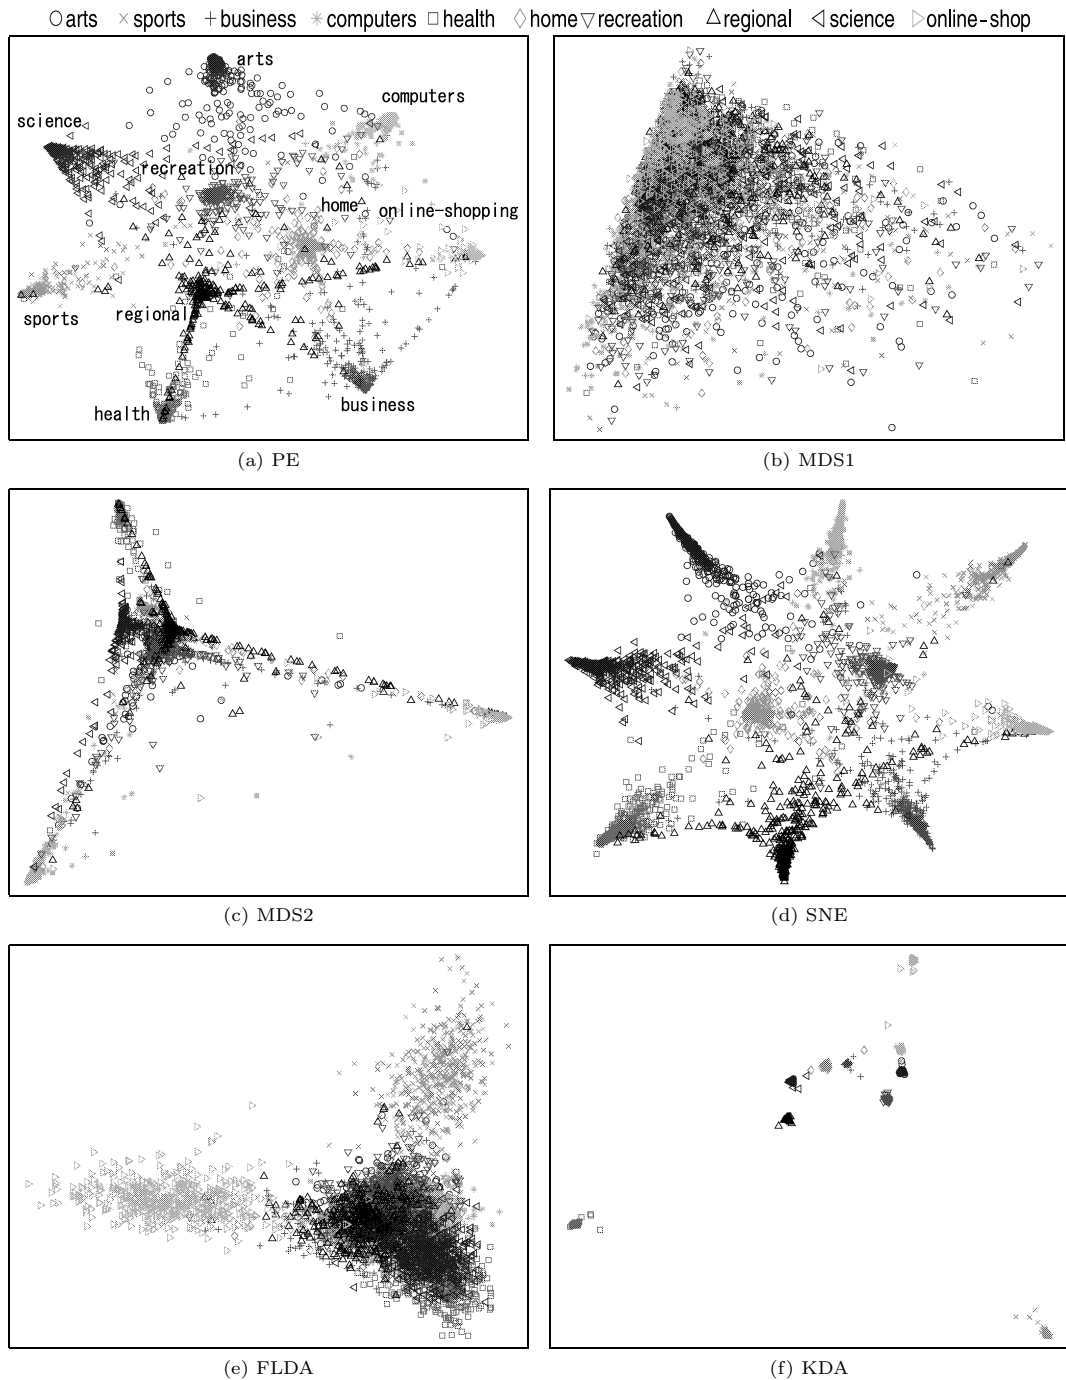 arts sports business computers health home recreation regional science online-shop
arts
computers
science
recreation
home
online-shopping
sports
regional
health
business
(a) PE
(b) MDS1
(c) MDS2
(d) SNE
(e) FLDA
(f) KDA